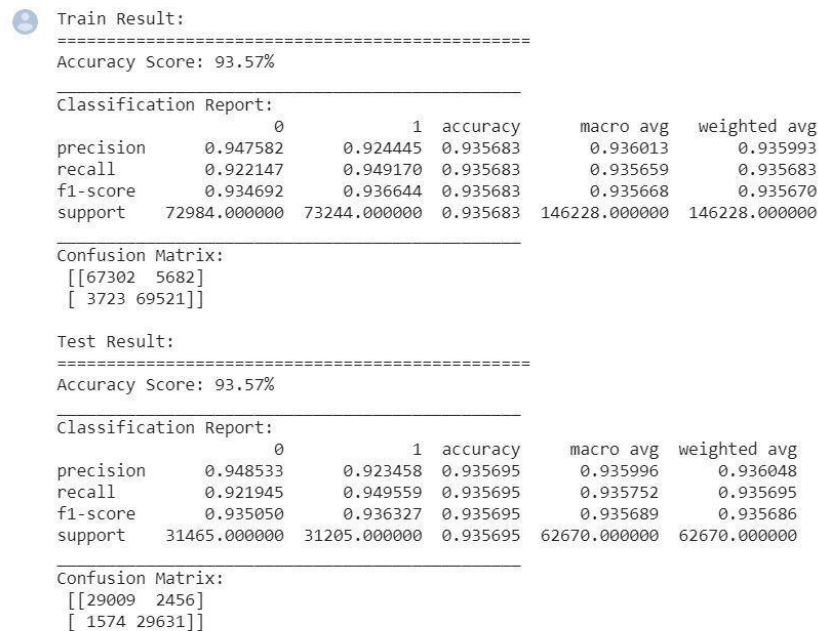 Train Result:
================================================
Accuracy Score: 93.57%
_______________________________________________
Classification Report:
0 1 accuracy macro avg weighted avg
precision 0.947582 0.924445 0.935683 0.936013 0.935993
recall 0.922147 0.949170 0.935683 0.935659 0.935683
f1-score 0.934692 0.936644 0.935683 0.935668 0.935670
support 72984.000000 73244.000000 0.935683 146228.000000 146228.000000
_______________________________________________
Confusion Matrix:
[[67302 5682]
[ 3723 69521]]
Test Result:
================================================
Accuracy Score: 93.57%
_______________________________________________
Classification Report:
0 1 accuracy macro avg weighted avg
precision 0.948533 0.923458 0.935695 0.935996 0.936048
recall 0.921945 0.949559 0.935695 0.935752 0.935695
f1-score 0.935050 0.936327 0.935695 0.935689 0.935686
support 31465.000000 31205.000000 0.935695 62670.000000 62670.000000
_______________________________________________
Confusion Matrix:
[[29009 2456]
[ 1574 29631]]